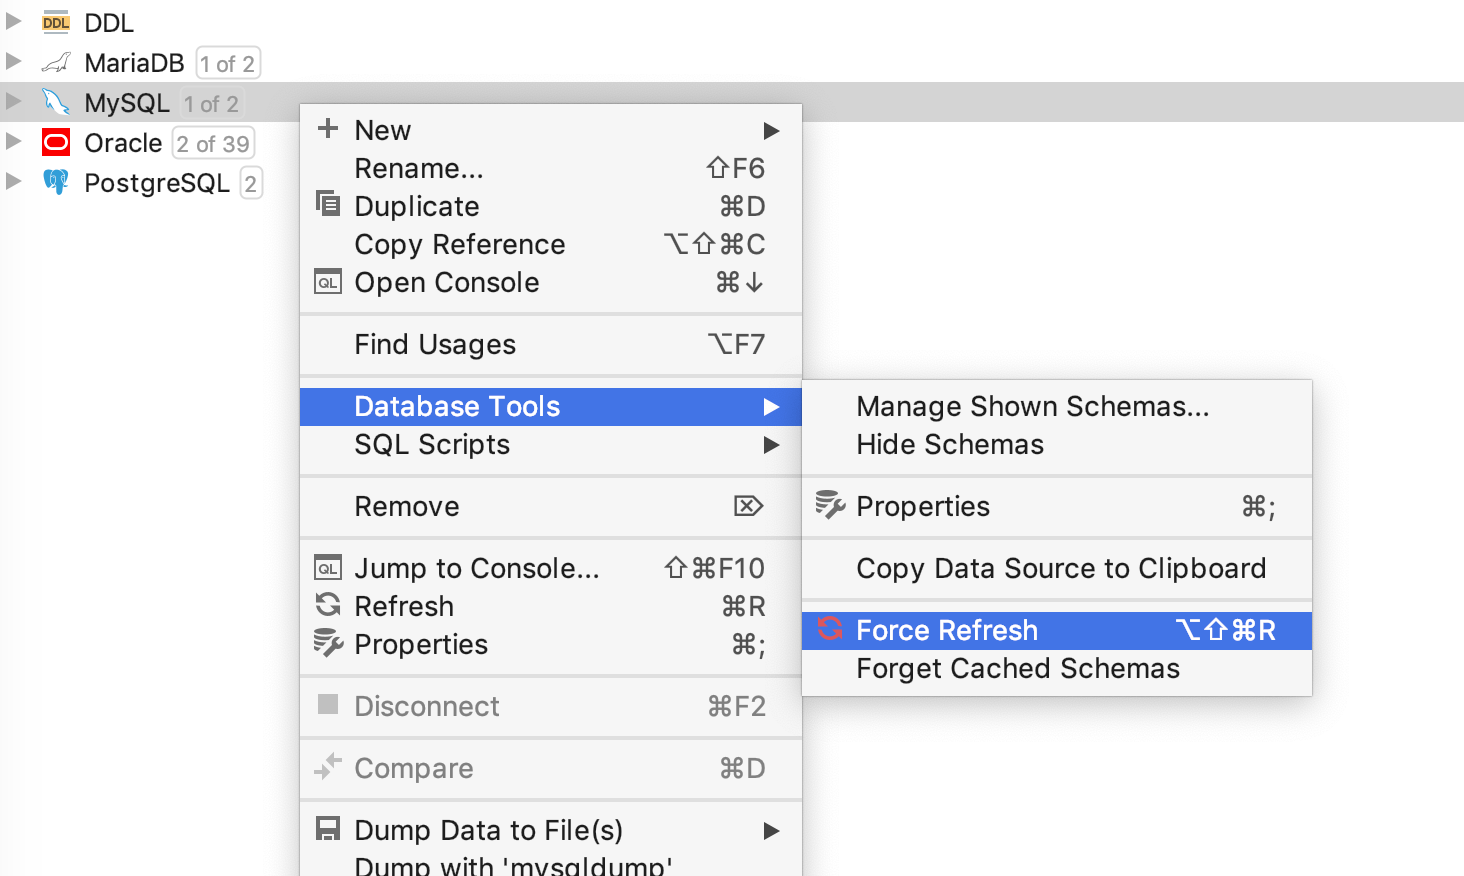 DDL DDL
MariaDB 1 of 2
MySQL 1 of 2
Oracle 2 of 39
PostgreSQL 2
New
Rename... ⇧F6
Duplicate ⌘D
Copy Reference ⌥⇧⌘C
QL Open Console ⌘↓
Find Usages ⌥F7
Database Tools
SQL Scripts
Remove ⌦
QL Jump to Console... ⇧⌘F10
Refresh ⌘R
Properties ⌘;
Disconnect ⌘F2
Compare ⌘D
Dump Data to File(s)
Dump with 'mysqldump'
Manage Shown Schemas...
Hide Schemas
Properties ⌘;
Copy Data Source to Clipboard
Force Refresh ⌥⇧⌘R
Forget Cached Schemas